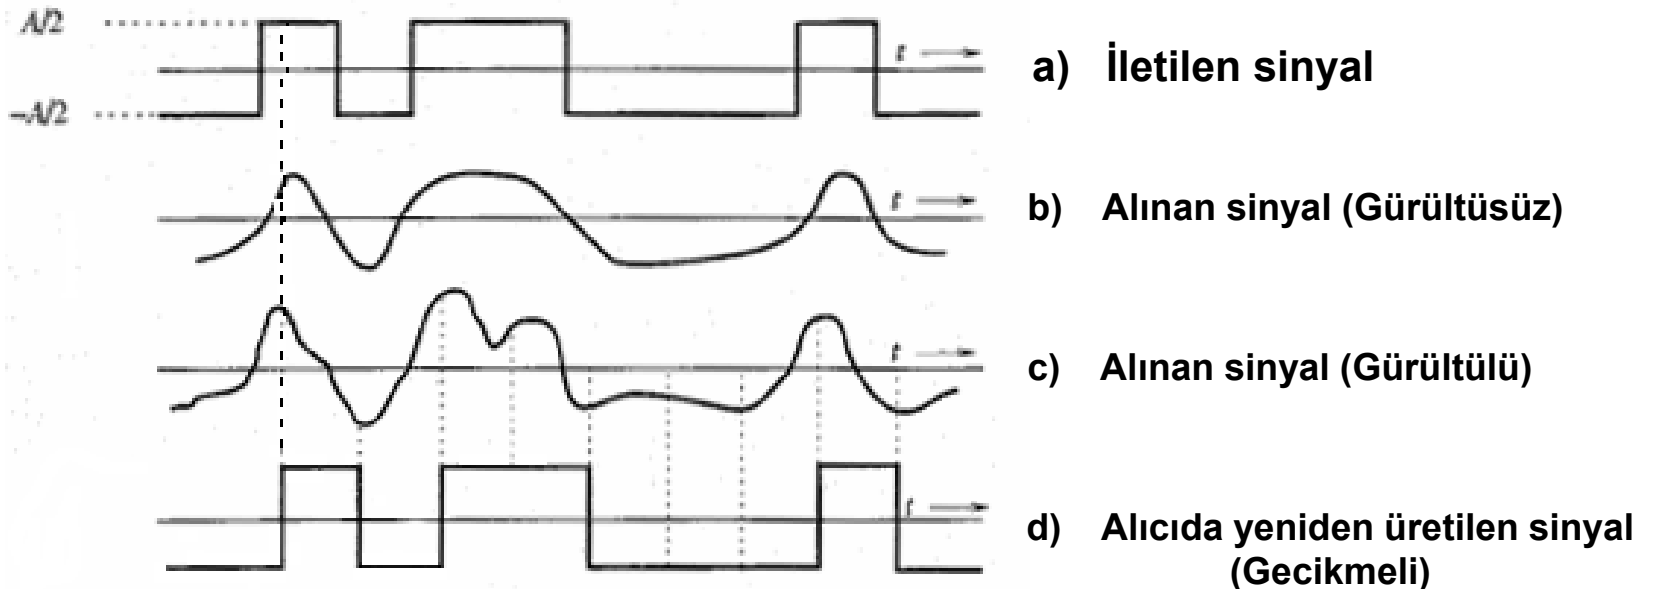 A/2
t
a) İletilen sinyal
–A/2
t
b) Alınan sinyal (Gürültüsüz)
t
c) Alınan sinyal (Gürültülü)
t
d) Alıcıda yeniden üretilen sinyal
(Gecikmeli)